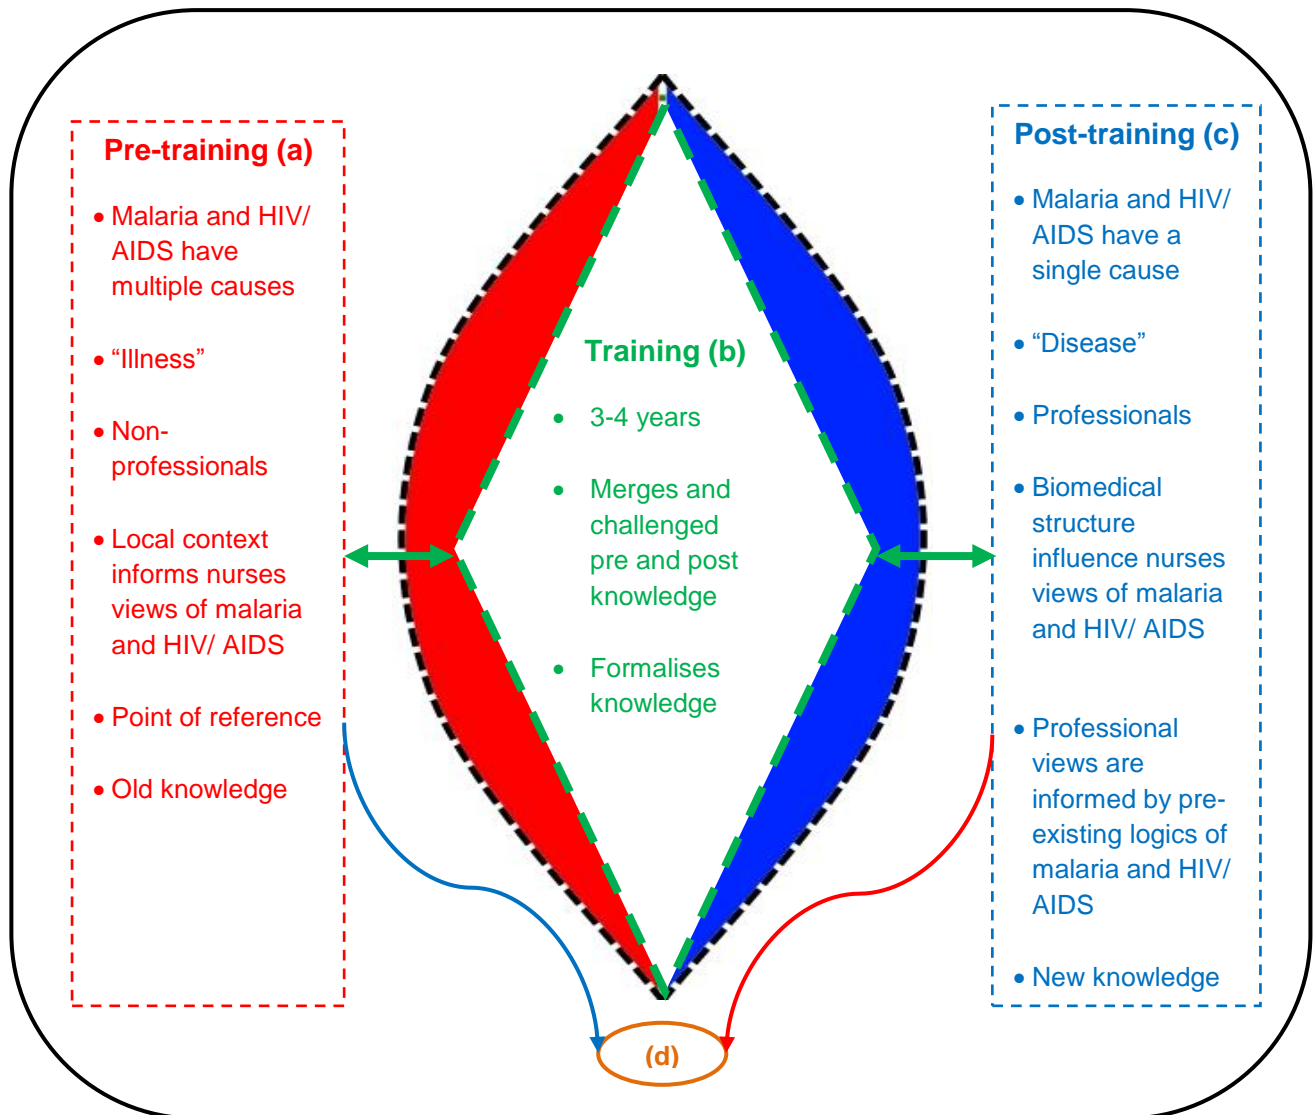 Pre-training (a)
• Malaria and HIV/
AIDS have
multiple causes
• “Illness”
• Non-
professionals
• Local context
informs nurses
views of malaria
and HIV/ AIDS
• Point of reference
• Old knowledge
Training (b)
• 3-4 years
• Merges and
challenged
pre and post
knowledge
• Formalises
knowledge
Post-training (c)
• Malaria and HIV/
AIDS have a
single cause
• “Disease”
• Professionals
• Biomedical
structure
influence nurses
views of malaria
and HIV/ AIDS
• Professional
views are
informed by pre-
existing logics of
malaria and HIV/
AIDS
• New knowledge
(d)